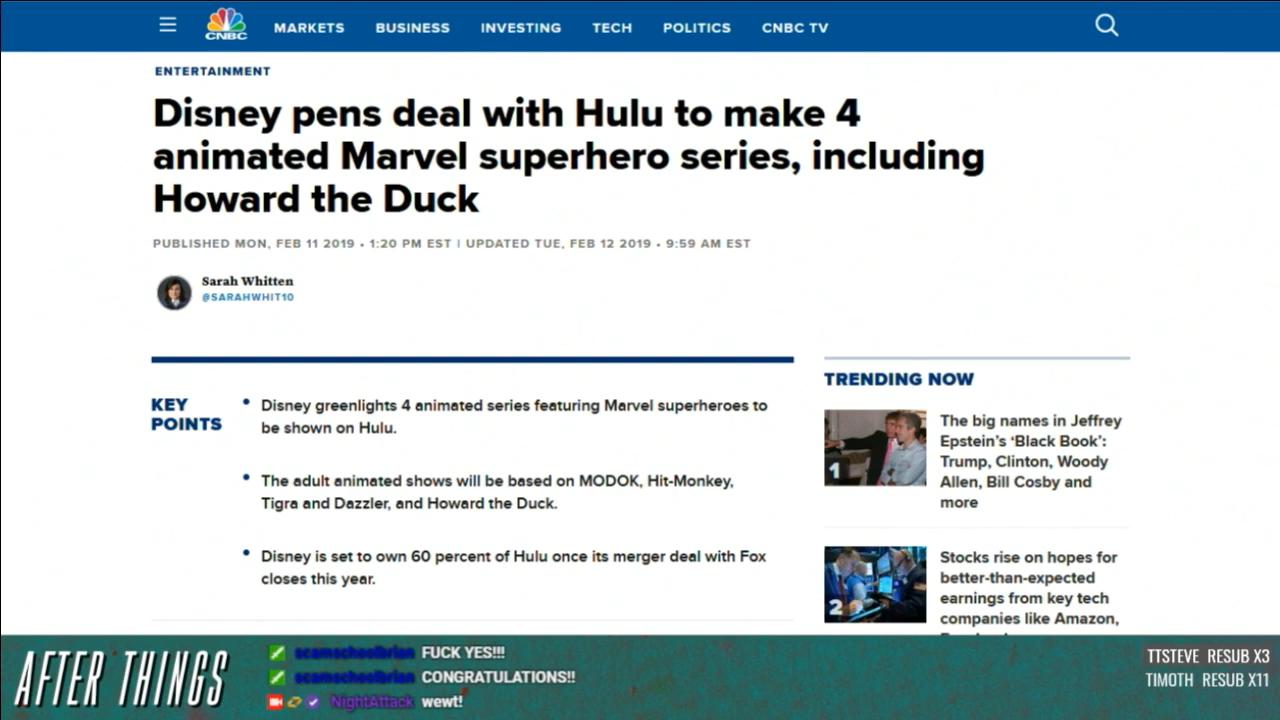 CNBC
MARKETS
BUSINESS
INVESTING
TECH
POLITICS
CNBC TV
ENTERTAINMENT
Disney pens deal with Hulu to make 4
animated Marvel superhero series, including
Howard the Duck
PUBLISHED MON, FEB 11 2019 • 1:20 PM EST | UPDATED TUE, FEB 12 2019 • 9:59 AM EST
Sarah Whitten
@SARAHWHIT10
KEY
POINTS
• Disney greenlights 4 animated series featuring Marvel superheroes to
be shown on Hulu.
• The adult animated shows will be based on MODOK, Hit-Monkey,
Tigra and Dazzler, and Howard the Duck.
• Disney is set to own 60 percent of Hulu once its merger deal with Fox
closes this year.
TRENDING NOW
1
The big names in Jeffrey
Epstein's ‘Black Book’:
Trump, Clinton, Woody
Allen, Bill Cosby and
more
2
Stocks rise on hopes for
better-than-expected
earnings from key tech
companies like Amazon,
AFTER THINGS
scamschoolbrian FUCK YES!!!
scamschoolbrian CONGRATULATIONS!!
NightAttack wewt!
TTSTEVE RESUB X3
TIMOTH RESUB X11